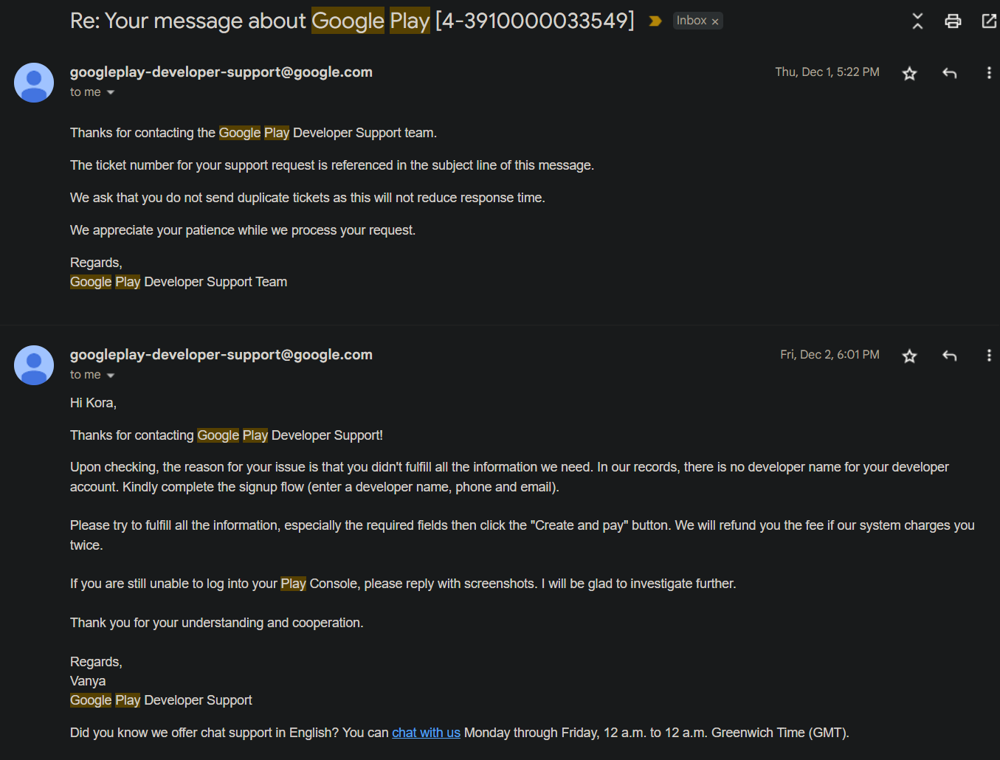 Re: Your message about Google Play [4-3910000033549]
Inbox ×
googleplay-developer-support@google.com
Thu, Dec 1, 5:22 PM
to me
Thanks for contacting the Google Play Developer Support team.
The ticket number for your support request is referenced in the subject line of this message.
We ask that you do not send duplicate tickets as this will not reduce response time.
We appreciate your patience while we process your request.
Regards,
Google Play Developer Support Team
googleplay-developer-support@google.com
Fri, Dec 2, 6:01 PM
to me
Hi Kora,
Thanks for contacting Google Play Developer Support!
Upon checking, the reason for your issue is that you didn't fulfill all the information we need. In our records, there is no developer name for your developer
account. Kindly complete the signup flow (enter a developer name, phone and email).
Please try to fulfill all the information, especially the required fields then click the "Create and pay" button. We will refund you the fee if our system charges you
twice.
If you are still unable to log into your Play Console, please reply with screenshots. I will be glad to investigate further.
Thank you for your understanding and cooperation.
Regards,
Vanya
Google Play Developer Support
Did you know we offer chat support in English? You can chat with us Monday through Friday, 12 a.m. to 12 a.m. Greenwich Time (GMT).